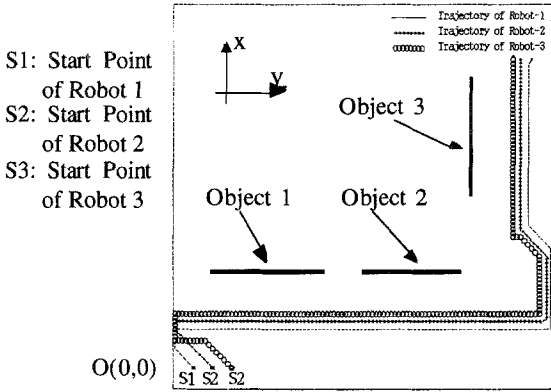 Trajectory of Robot-1
Trajectory of Robot-2
Trajectory of Robot-3
X
Y
S1: Start Point
of Robot 1
S2: Start Point
of Robot 2
S3: Start Point
of Robot 3
Object 3
Object 1
Object 2
O(0,0)
S1 S2 S2